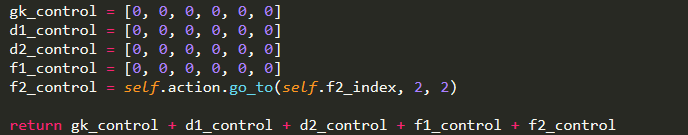 gk_control = [0, 0, 0, 0, 0, 0]
d1_control = [0, 0, 0, 0, 0, 0]
d2_control = [0, 0, 0, 0, 0, 0]
f1_control = [0, 0, 0, 0, 0, 0]
f2_control = self.action.go_to(self.f2_index, 2, 2)
return gk_control + d1_control + d2_control + f1_control + f2_control